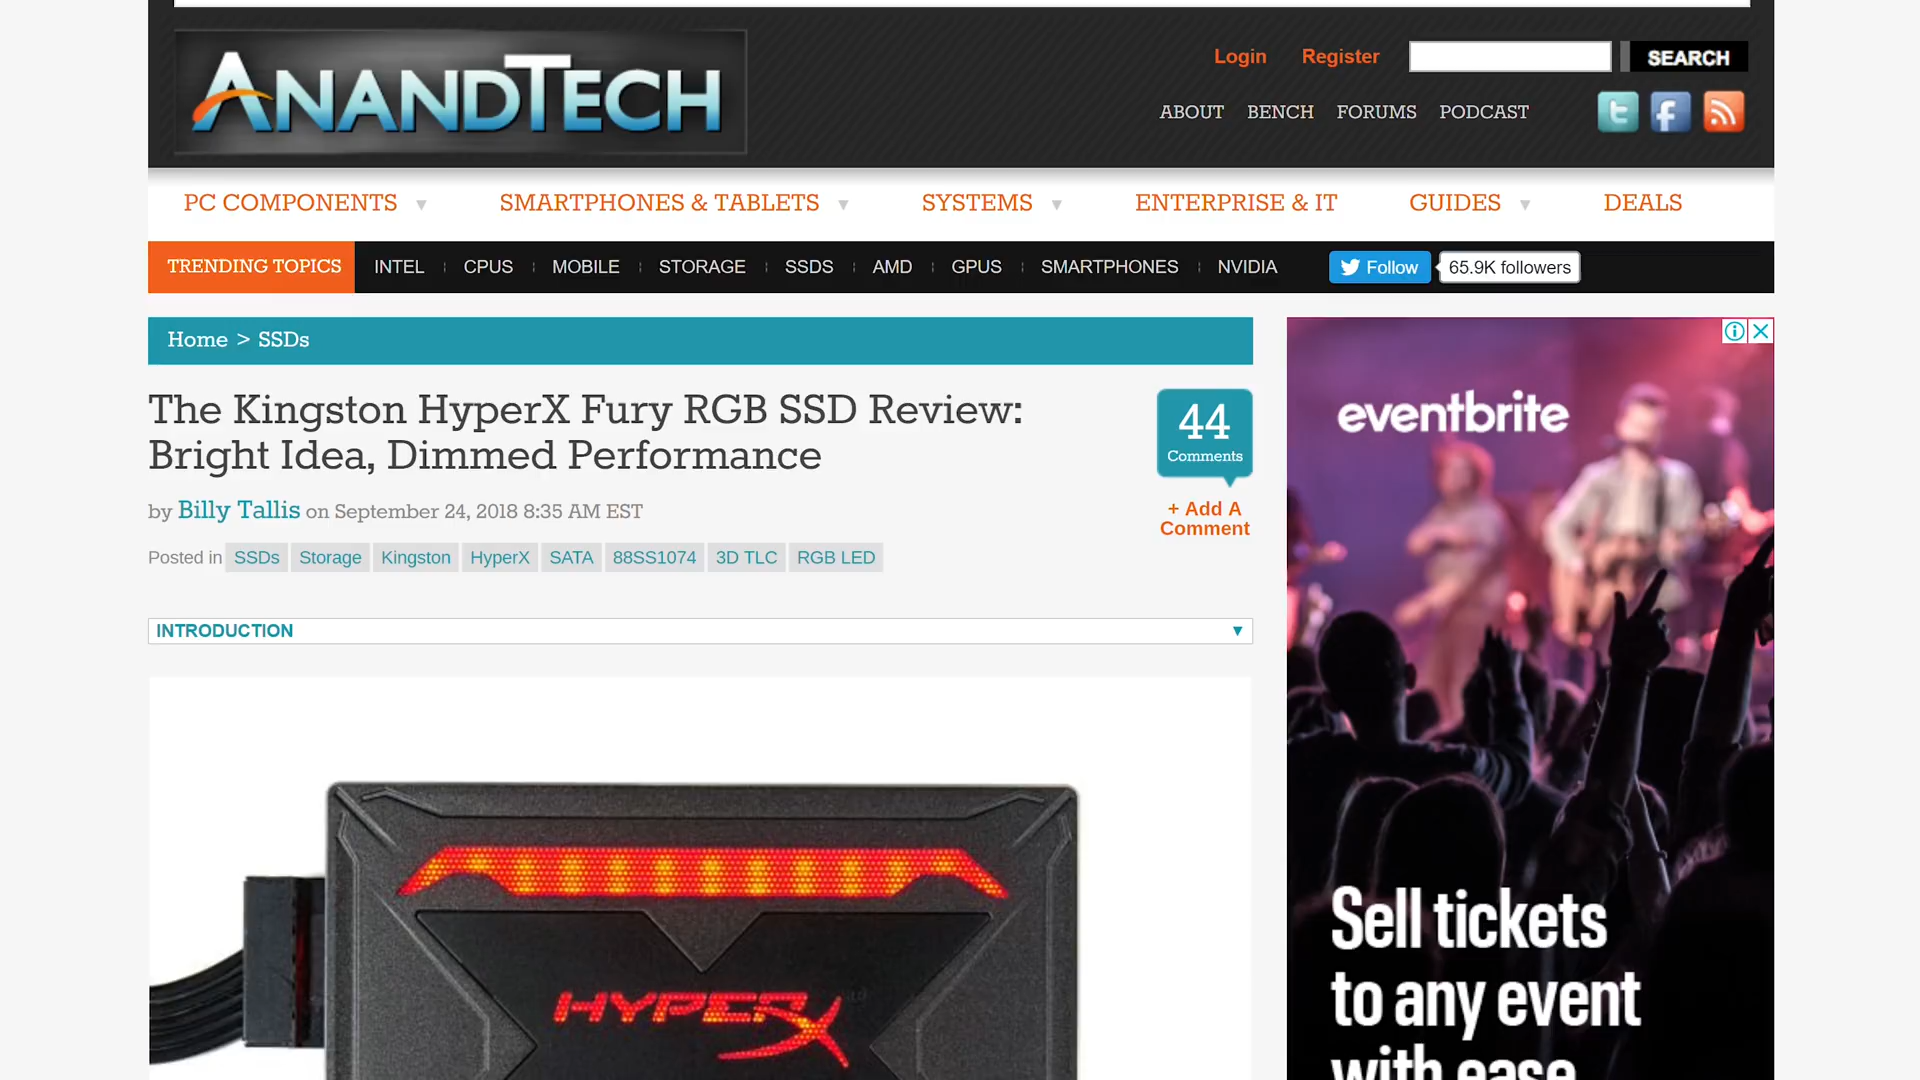 ANANDTECH
Login Register SEARCH
ABOUT BENCH FORUMS PODCAST
PC COMPONENTS ▼ SMARTPHONES & TABLETS ▼ SYSTEMS ▼ ENTERPRISE & IT GUIDES ▼ DEALS
TRENDING TOPICS INTEL CPUS MOBILE STORAGE SSDS AMD GPUS SMARTPHONES NVIDIA Follow 65.9K followers
Home > SSDs
The Kingston HyperX Fury RGB SSD Review:
Bright Idea, Dimmed Performance
by Billy Tallis on September 24, 2018 8:35 AM EST
44
Comments
+ Add A
Comment
Posted in SSDs Storage Kingston HyperX SATA 88SS1074 3D TLC RGB LED
INTRODUCTION ▼
HYPERX
eventbrite
Sell tickets
to any event
with ease